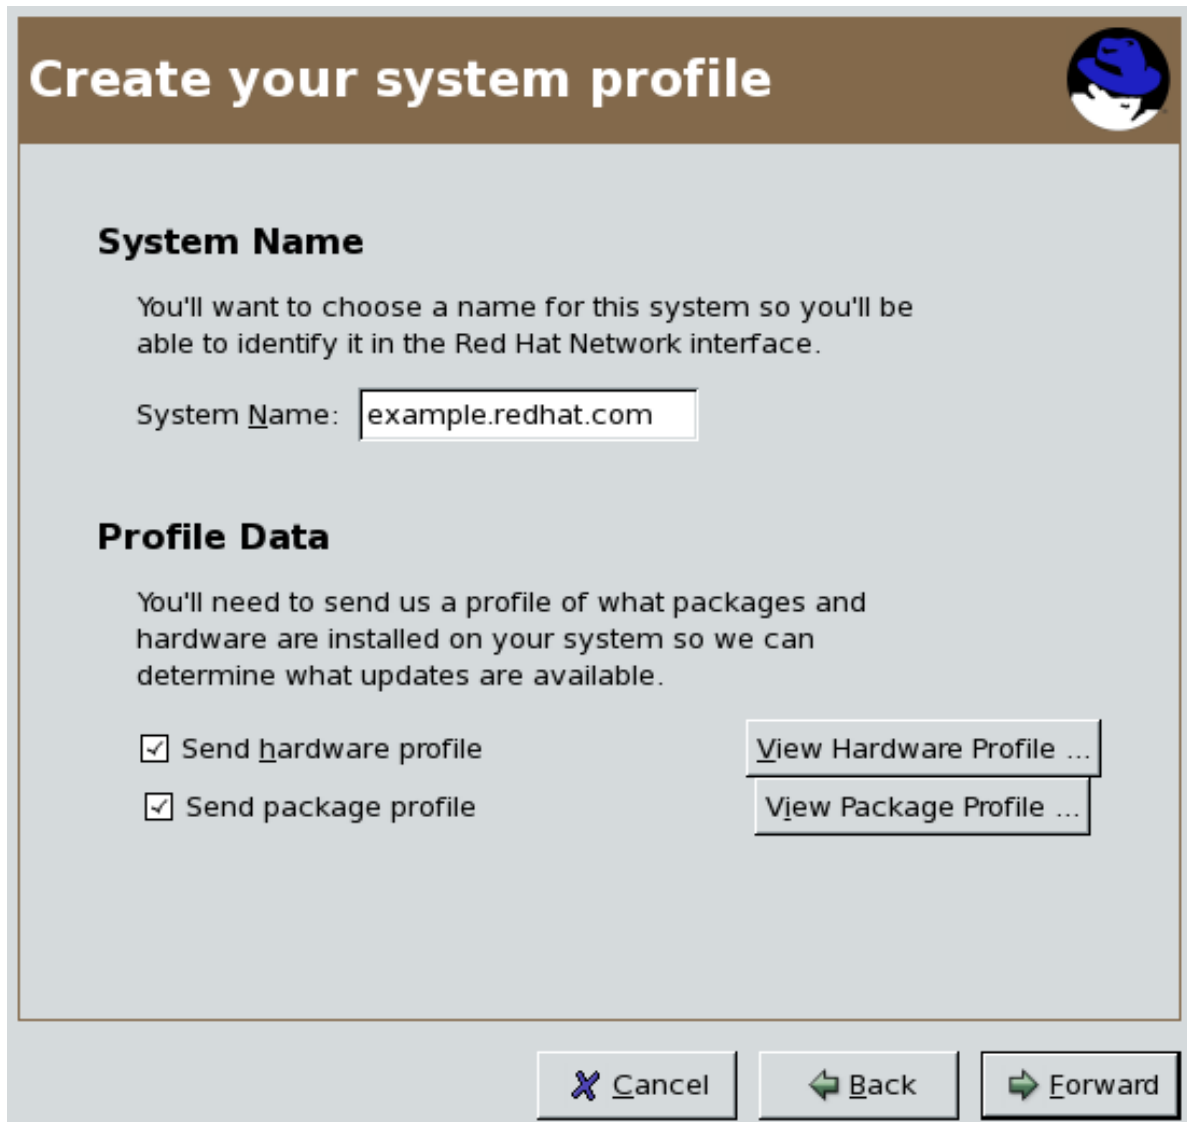 Create your system profile
System Name
You'll want to choose a name for this system so you'll be
able to identify it in the Red Hat Network interface.
System Name: example.redhat.com
Profile Data
You'll need to send us a profile of what packages and
hardware are installed on your system so we can
determine what updates are available.
Send hardware profile View Hardware Profile ...
Send package profile View Package Profile ...
Cancel Back Forward